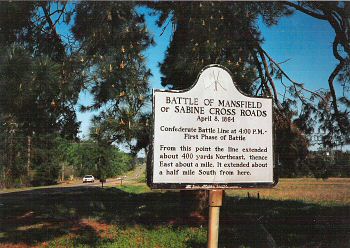 BATTLE OF MANSFIELD
OR SABINE CROSS ROADS
April 8, 1864
Confederate Battle Line at 4:00 P.M.-
First Phase of Battle
From this point the line extended
about 400 yards Northeast, thence
East about a mile. It extended about
a half mile South from here.